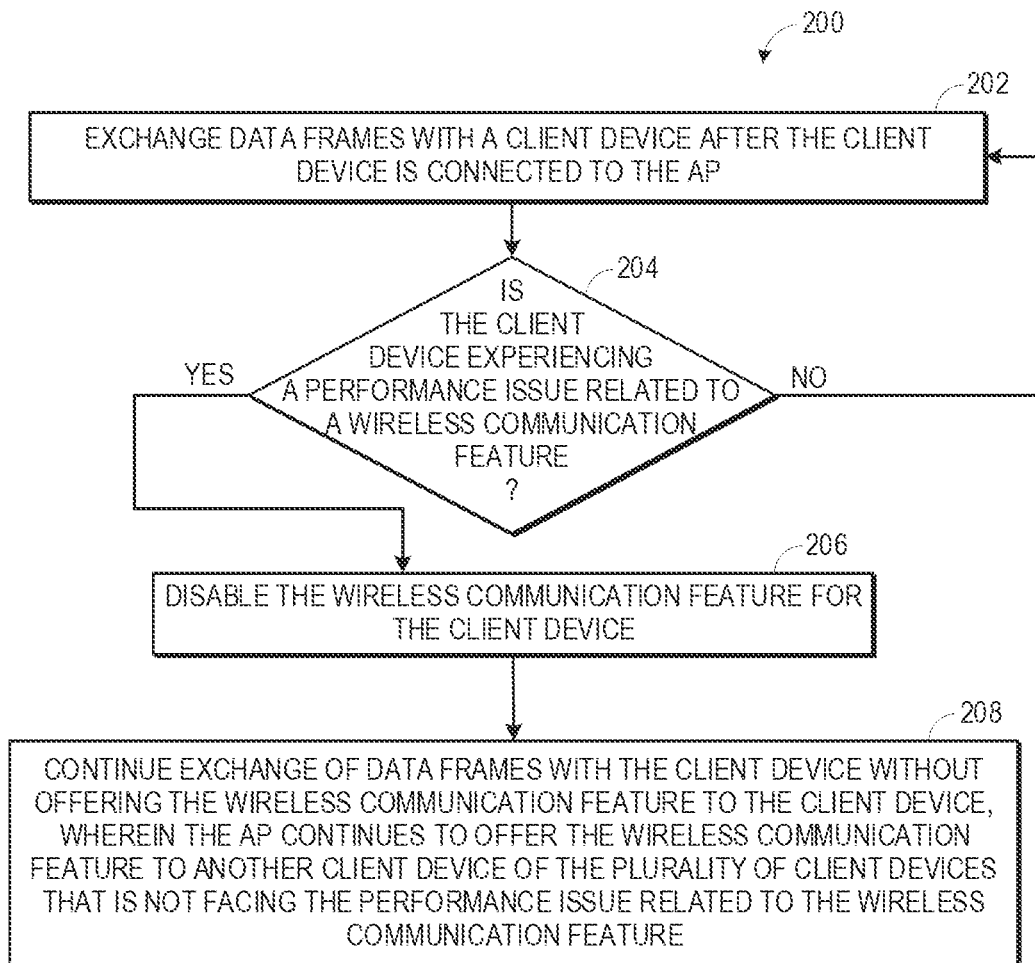 200
202
EXCHANGE DATA FRAMES WITH A CLIENT DEVICE AFTER THE CLIENT
DEVICE IS CONNECTED TO THE AP
204
IS
THE CLIENT
DEVICE EXPERIENCING
A PERFORMANCE ISSUE RELATED TO
A WIRELESS COMMUNICATION
FEATURE
?
YES
NO
206
DISABLE THE WIRELESS COMMUNICATION FEATURE FOR
THE CLIENT DEVICE
208
CONTINUE EXCHANGE OF DATA FRAMES WITH THE CLIENT DEVICE WITHOUT
OFFERING THE WIRELESS COMMUNICATION FEATURE TO THE CLIENT DEVICE,
WHEREIN THE AP CONTINUES TO OFFER THE WIRELESS COMMUNICATION
FEATURE TO ANOTHER CLIENT DEVICE OF THE PLURALITY OF CLIENT DEVICES
THAT IS NOT FACING THE PERFORMANCE ISSUE RELATED TO THE WIRELESS
COMMUNICATION FEATURE